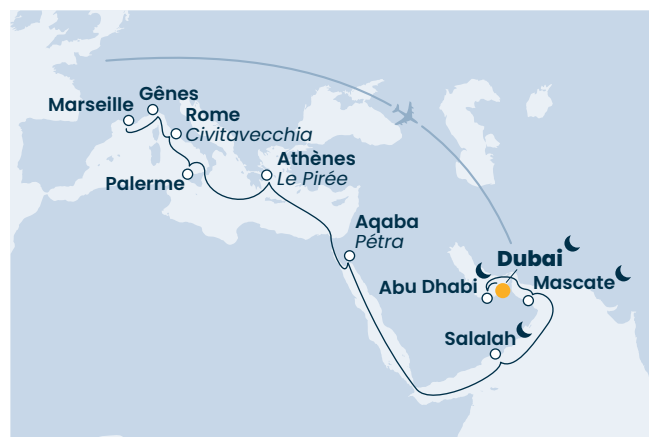 Gênes
Marseille
Rome
Civitavecchia
Athènes
Le Pirée
Palerme
Aqaba
Pétra
Dubai
Abu Dhabi
Mascate
Salalah